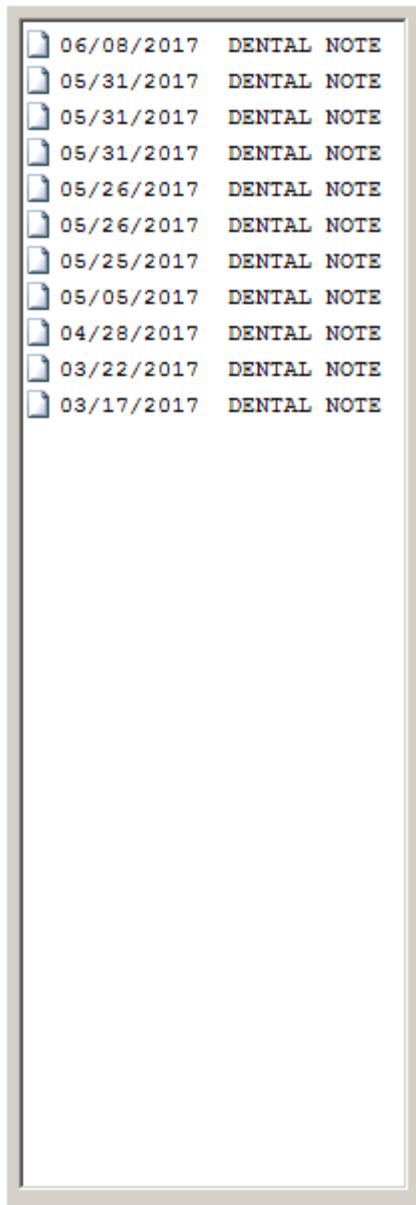 06/08/2017 DENTAL NOTE
05/31/2017 DENTAL NOTE
05/31/2017 DENTAL NOTE
05/31/2017 DENTAL NOTE
05/26/2017 DENTAL NOTE
05/26/2017 DENTAL NOTE
05/25/2017 DENTAL NOTE
05/05/2017 DENTAL NOTE
04/28/2017 DENTAL NOTE
03/22/2017 DENTAL NOTE
03/17/2017 DENTAL NOTE